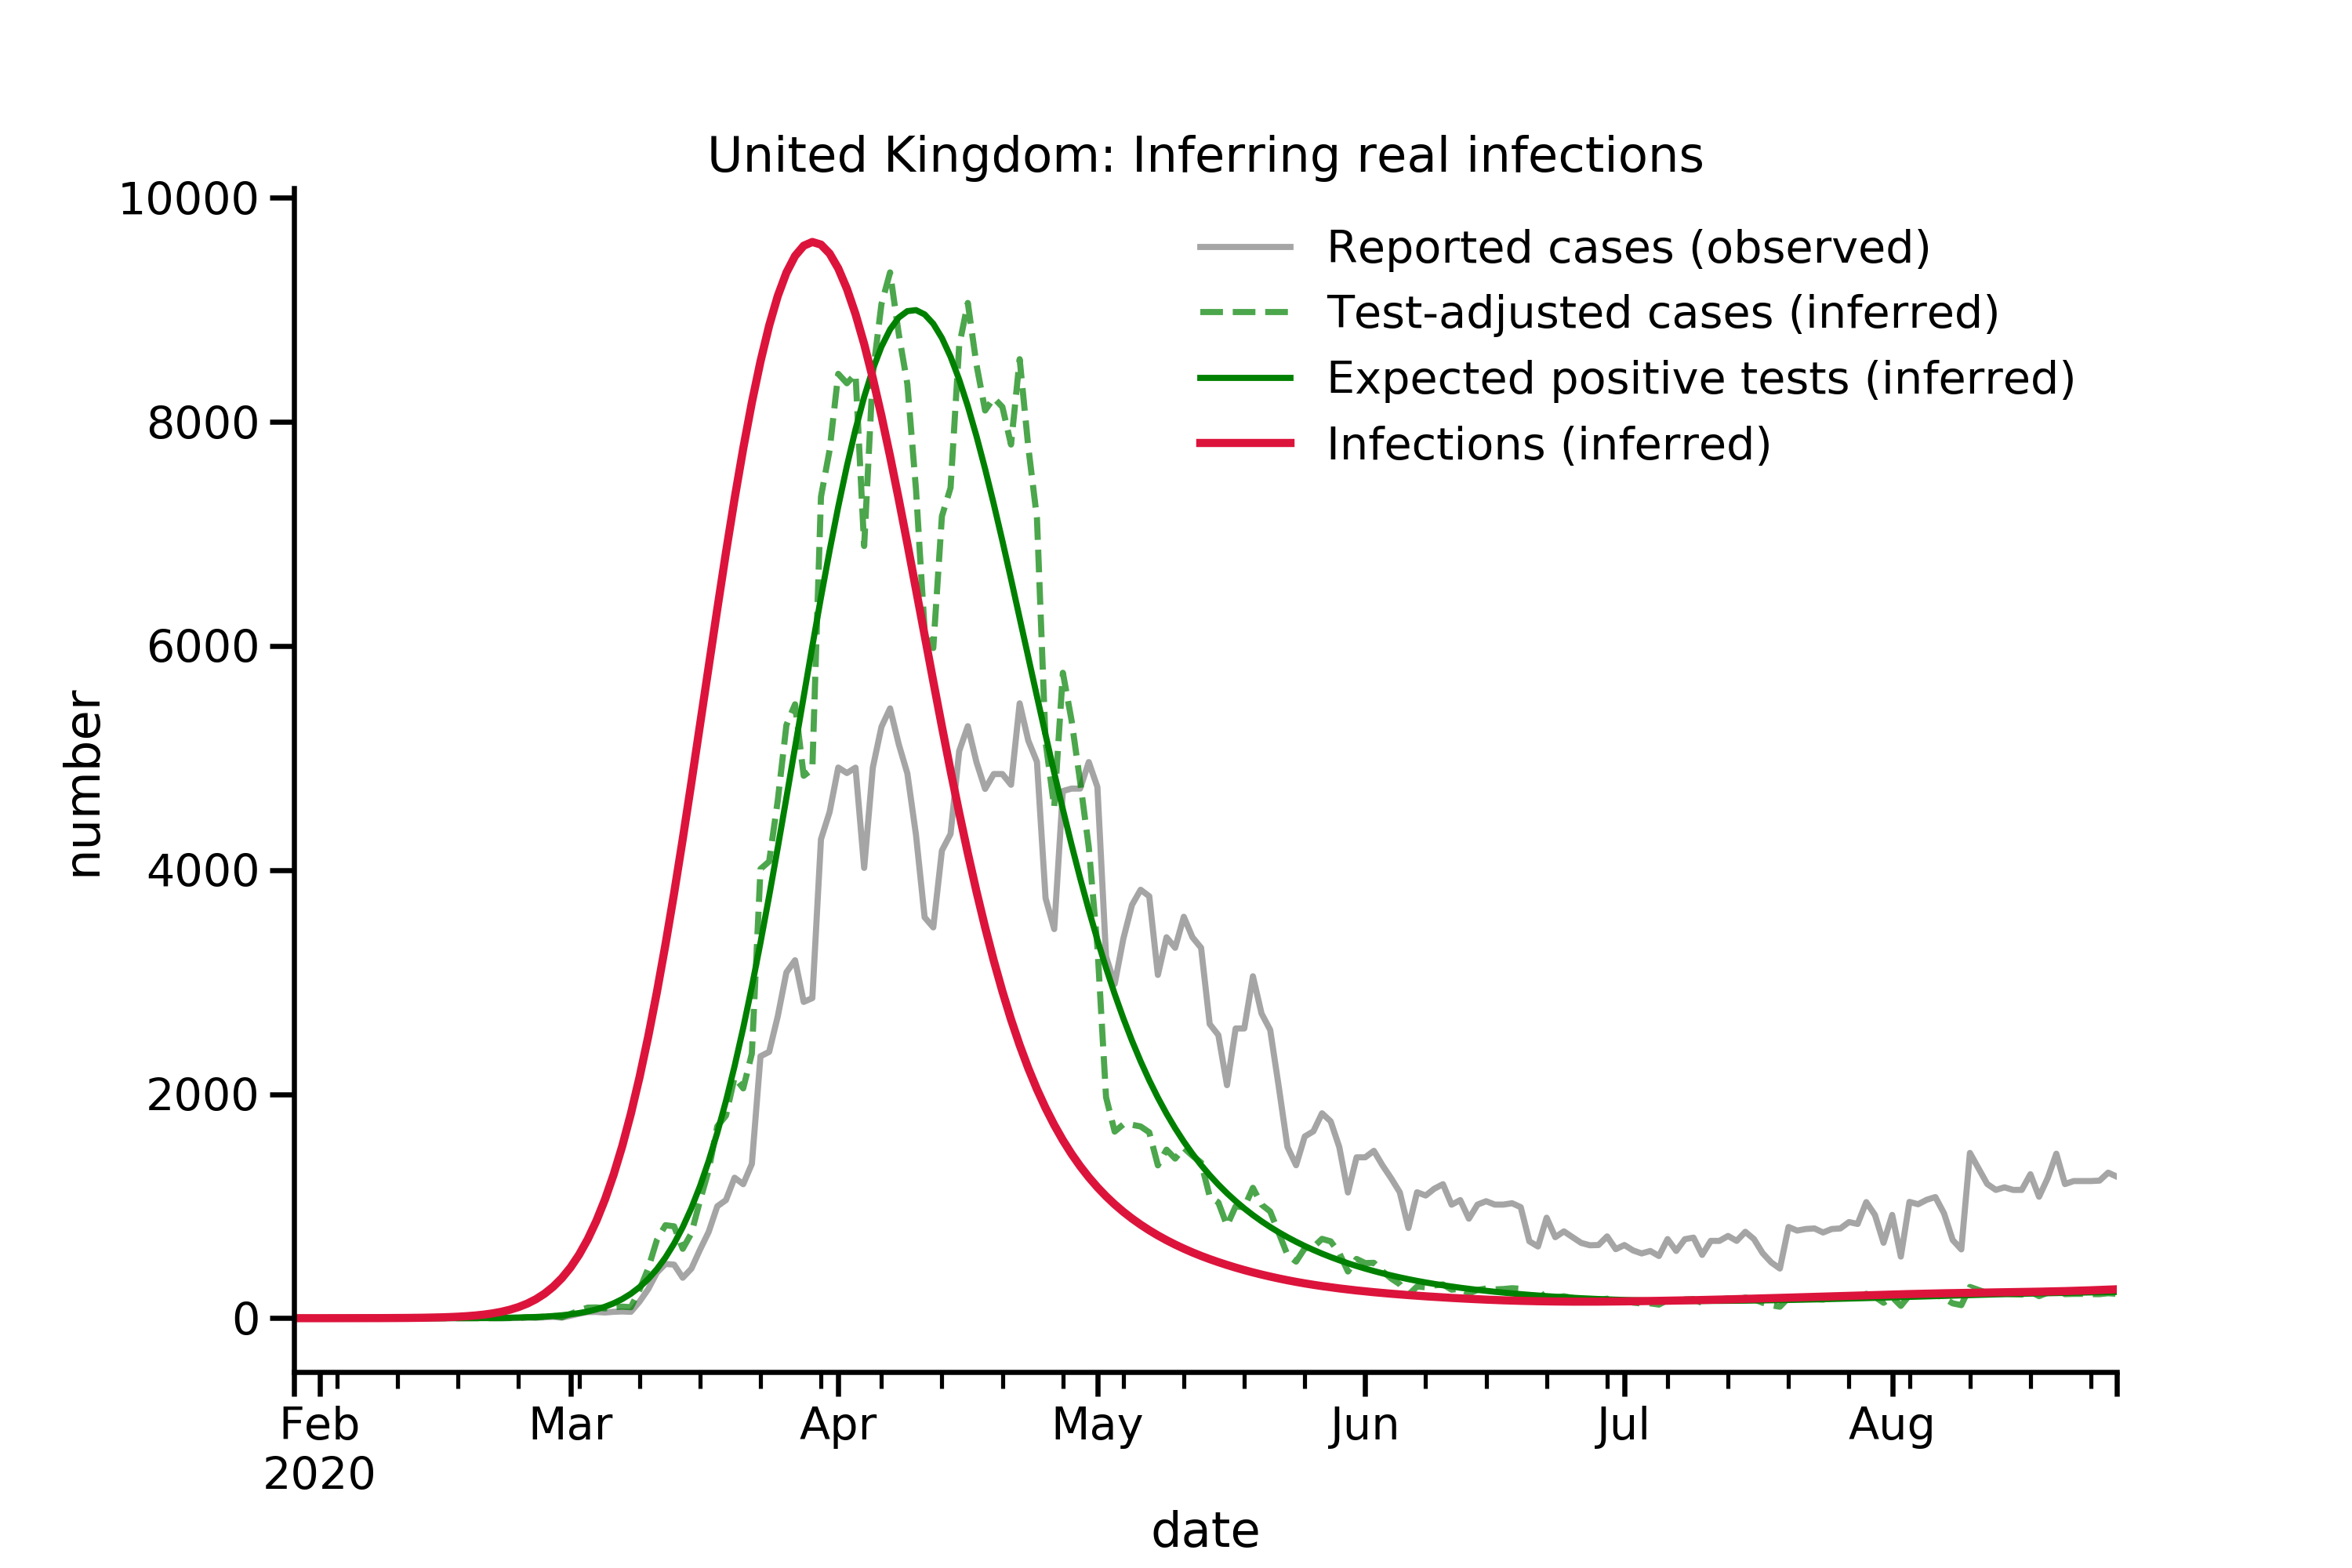 United Kingdom: Inferring real infections
10000
8000
6000
4000
2000
0
number
Reported cases (observed)
Test-adjusted cases (inferred)
Expected positive tests (inferred)
Infections (inferred)
Feb Mar Apr May Jun Jul Aug
2020
date